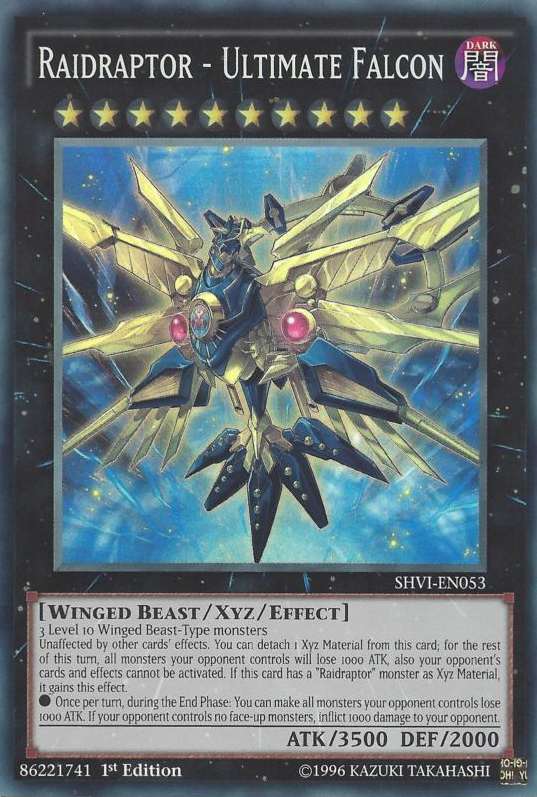 RAIDRAPTOR - ULTIMATE FALCON
DARK
闇
SHVI-EN053
[WINGED BEAST/XYZ/EFFECT]
3 Level 10 Winged Beast-Type monsters
Unaffected by other cards' effects. You can detach 1 Xyz Material from this card; for the rest
of this turn, all monsters your opponent controls will lose 1000 ATK, also your opponent's
cards and effects cannot be activated. If this card has a "Raidraptor" monster as Xyz Material,
it gains this effect.
● Once per turn, during the End Phase: You can make all monsters your opponent controls lose
1000 ATK. If your opponent controls no face-up monsters, inflict 1000 damage to your opponent.
ATK/3500 DEF/2000
86221741 1st Edition ©1996 KAZUKI TAKAHASHI